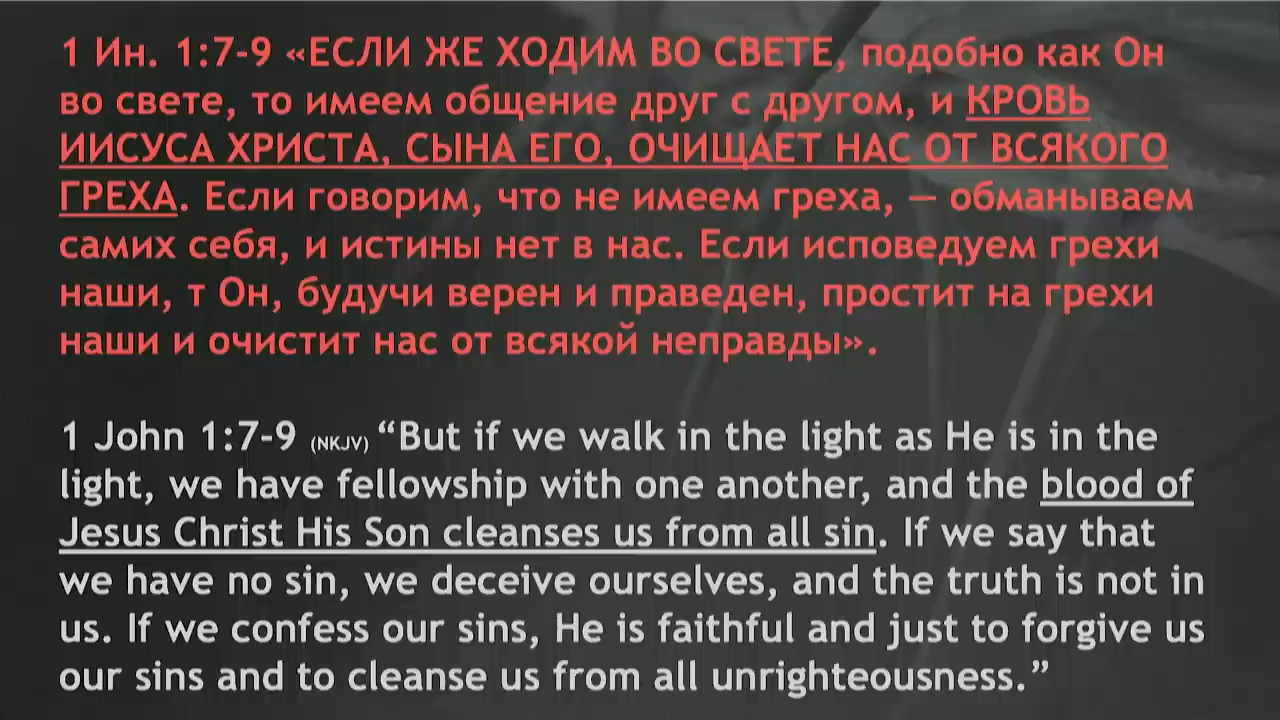 1 Ин. 1:7-9 «ЕСЛИ ЖЕ ХОДИМ ВО СВЕТЕ, подобно как Он
во свете, то имеем общение друг с другом, и КРОВЬ
ИИСУСА ХРИСТА, СЫНА ЕГО, ОЧИЩАЕТ НАС ОТ ВСЯКОГО
ГРЕХА. Если говорим, что не имеем греха, — обманываем
самих себя, и истины нет в нас. Если исповедуем грехи
наши, т Он, будучи верен и праведен, простит на грехи
наши и очистит нас от всякой неправды».
1 John 1:7-9 (NKJV) “But if we walk in the light as He is in the
light, we have fellowship with one another, and the blood of
Jesus Christ His Son cleanses us from all sin. If we say that
we have no sin, we deceive ourselves, and the truth is not in
us. If we confess our sins, He is faithful and just to forgive us
our sins and to cleanse us from all unrighteousness.”